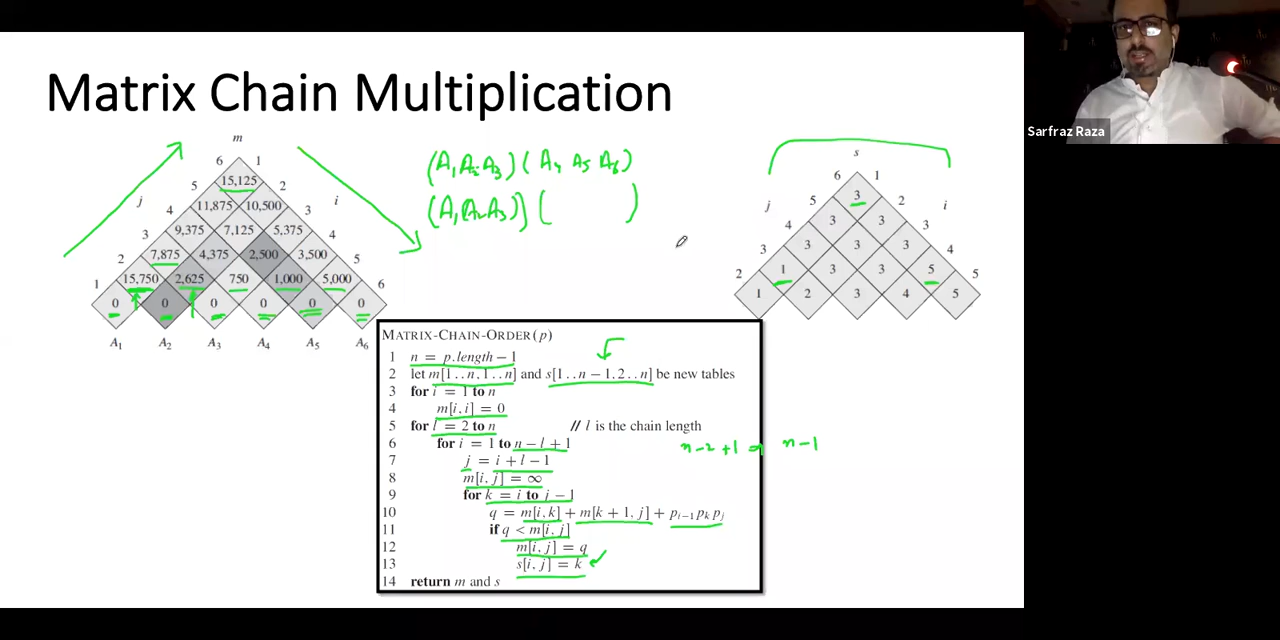 Matrix Chain Multiplication
Sarfraz Raza
m
6 1
5 15,125 2
j 4 11,875 10,500 3 i
3 9,375 7,125 5,375 4
2 7,875 4,375 2,500 3,500 5
1 15,750 2,625 750 1,000 5,000 6
0 0 0 0 0 0
A1 A2 A3 A4 A5 A6
(A1A2A3)(A4 A5 A6)
(A1(A2A3))( )
s
6 1
5 3 2
j 4 3 3 3 i
3 3 3 3 4
2 1 3 3 5 5
1 2 3 4 5
MATRIX-CHAIN-ORDER(p)
1 n = p.length − 1
2 let m[1..n,1..n] and s[1..n − 1,2..n] be new tables
3 for i = 1 to n
4 m[i,i] = 0
5 for l = 2 to n // l is the chain length
6 for i = 1 to n − l + 1
n-2+1 ⇒ n-1
7 j = i + l − 1
8 m[i,j] = ∞
9 for k = i to j − 1
10 q = m[i,k] + m[k + 1,j] + pi−1pkpj
11 if q < m[i,j]
12 m[i,j] = q
13 s[i,j] = k
14 return m and s